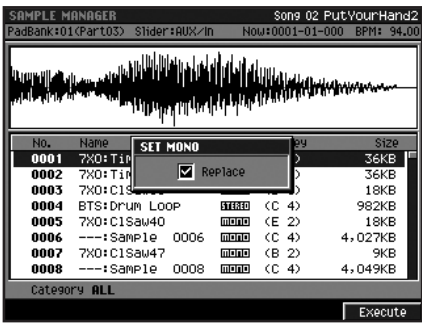 SAMPLE MANAGER Song 02 PutYourHand2
PadBank:01(Part03) Slider:AUX/In Now:0001-01-000 BPM: 94.00
No. Name ey Size
SET MONO
Replace
0001 7XO:Tim ) 36KB
0002 7XO:Tim ) 36KB
0003 7XO:ClS ) 18KB
0004 BTS:Drum Loop STEREO (C 4) 982KB
0005 7XO:ClSaw40 mono (E 2) 18KB
0006 ---:Sample 0006 mono (C 4) 4,027KB
0007 7XO:ClSaw47 mono (B 2) 9KB
0008 ---:Sample 0008 mono (C 4) 4,049KB
Category ALL
Execute